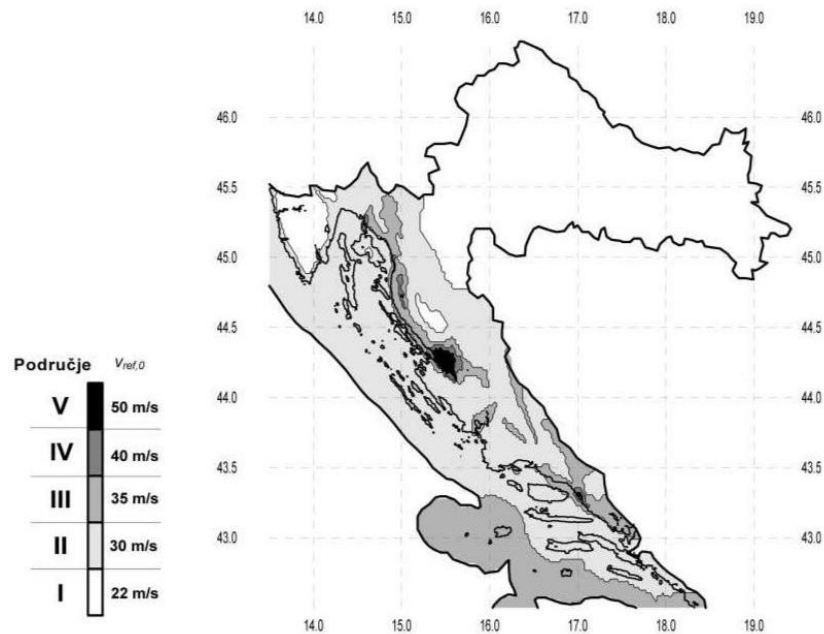 14.0 15.0 16.0 17.0 18.0 19.0
46.0 46.0
45.5 45.5
45.0 45.0
44.5 44.5
44.0 44.0
43.5 43.5
43.0 43.0
14.0 15.0 16.0 17.0 18.0 19.0
Područje Vref,0
V 50 m/s
IV 40 m/s
III 35 m/s
II 30 m/s
I 22 m/s